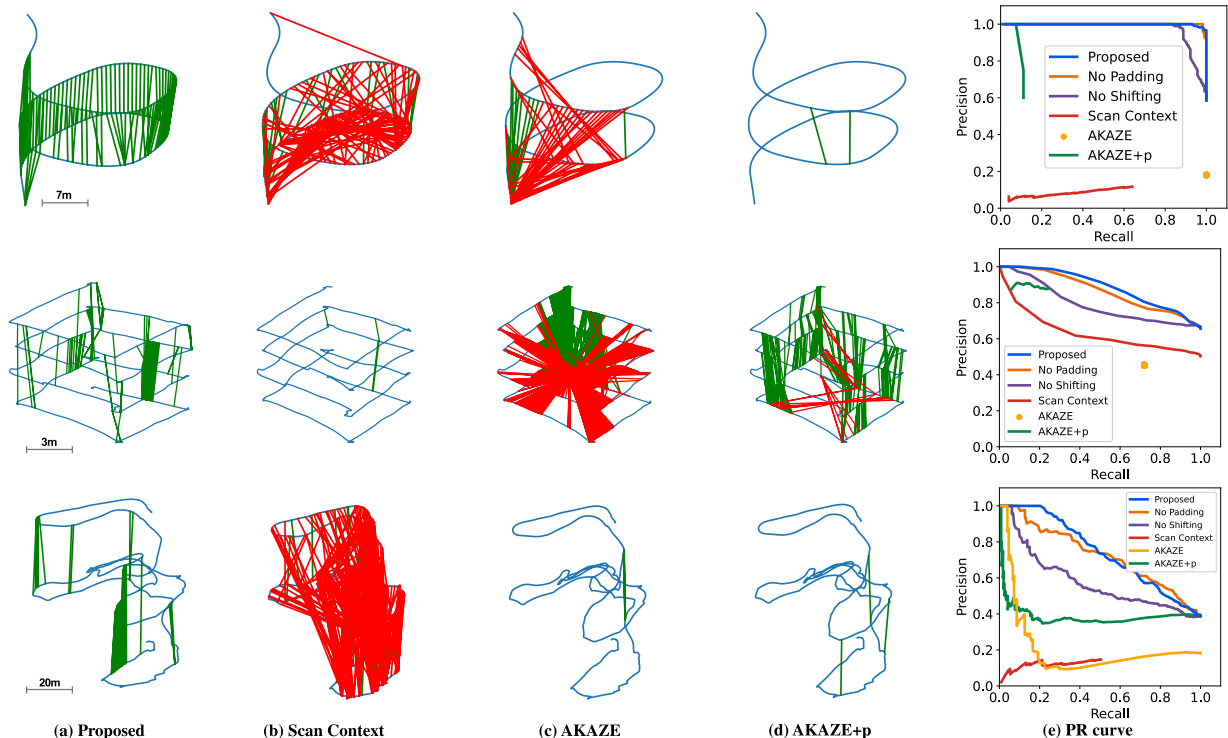 7m
1.0
0.8
0.6
0.4
0.2
0.0
Precision
Proposed
No Padding
No Shifting
Scan Context
AKAZE
AKAZE+p
0.0 0.2 0.4 0.6 0.8 1.0
Recall
3m
1.0
0.8
0.6
0.4
0.2
0.0
Precision
Proposed
No Padding
No Shifting
Scan Context
AKAZE
AKAZE+p
0.0 0.2 0.4 0.6 0.8 1.0
Recall
20m
1.0
0.8
0.6
0.4
0.2
0.0
Precision
Proposed
No Padding
No Shifting
Scan Context
AKAZE
AKAZE+p
0.0 0.2 0.4 0.6 0.8 1.0
Recall
(a) Proposed (b) Scan Context (c) AKAZE (d) AKAZE+p (e) PR curve